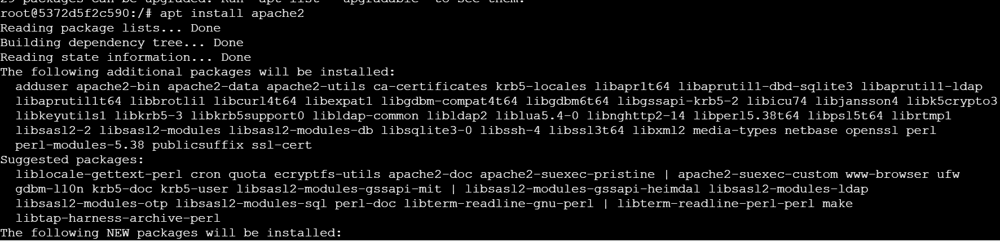 29 packages can be upgraded. Run 'apt list --upgradable' to see them.
root@5372d5f2c590:/# apt install apache2
Reading package lists... Done
Building dependency tree... Done
Reading state information... Done
The following additional packages will be installed:
  adduser apache2-bin apache2-data apache2-utils ca-certificates krb5-locales libapr1t64 libaprutil1-dbd-sqlite3 libaprutil1-ldap
  libaprutil1t64 libbrotli1 libcurl4t64 libexpat1 libgdbm-compat4t64 libgdbm6t64 libgssapi-krb5-2 libicu74 libjansson4 libk5crypto3
  libkeyutils1 libkrb5-3 libkrb5support0 libldap-common libldap2 liblua5.4-0 libnghttp2-14 libperl5.38t64 libpsl5t64 librtmp1
  libsasl2-2 libsasl2-modules libsasl2-modules-db libsqlite3-0 libssh-4 libssl3t64 libxml2 media-types netbase openssl perl
  perl-modules-5.38 publicsuffix ssl-cert
Suggested packages:
  liblocale-gettext-perl cron quota ecryptfs-utils apache2-doc apache2-suexec-pristine | apache2-suexec-custom www-browser ufw
  gdbm-l10n krb5-doc krb5-user libsasl2-modules-gssapi-mit | libsasl2-modules-gssapi-heimdal libsasl2-modules-ldap
  libsasl2-modules-otp libsasl2-modules-sql perl-doc libterm-readline-gnu-perl | libterm-readline-perl-perl make
  libtap-harness-archive-perl
The following NEW packages will be installed: